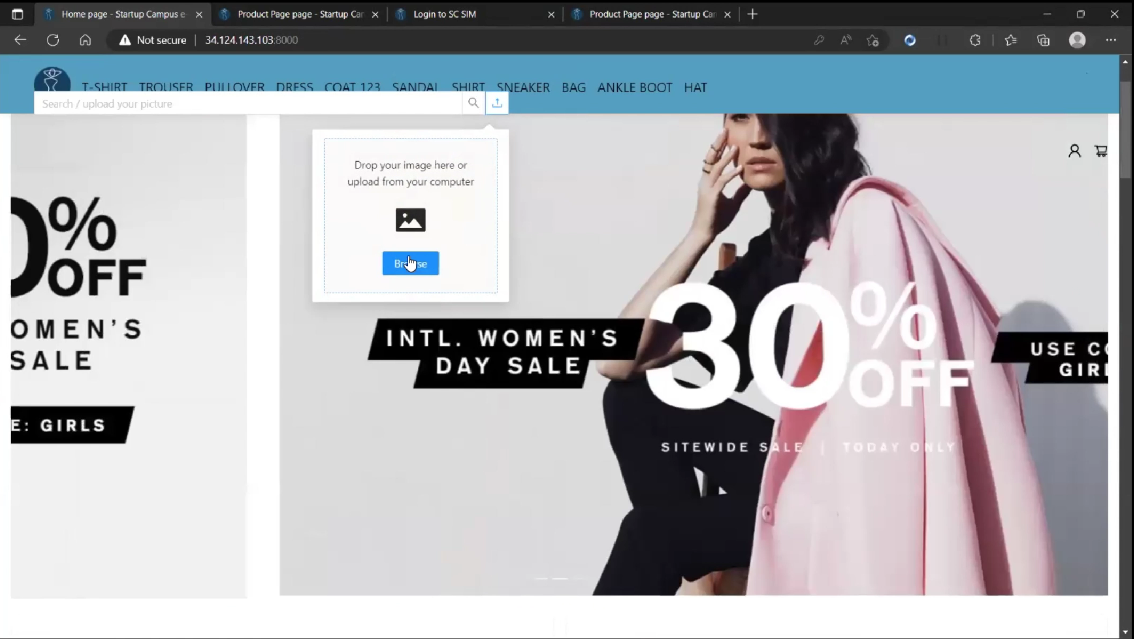 Home page - Startup Campus e
Product Page page - Startup Car
Login to SC SIM
Product Page page - Startup Ca
Not secure
34.124.143.103:8000
T-SHIRT TROUSER PULLOVER DRESS COAT 123 SANDAL SHIRT SNEAKER BAG ANKLE BOOT HAT
Search / upload your picture
Drop your image here or
upload from your computer
Browse
0%
OFF
OMEN'S
SALE
E: GIRLS
INTL. WOMEN'S
DAY SALE
30%
OFF
SITEWIDE SALE | TODAY ONLY
USE CO
GIRL